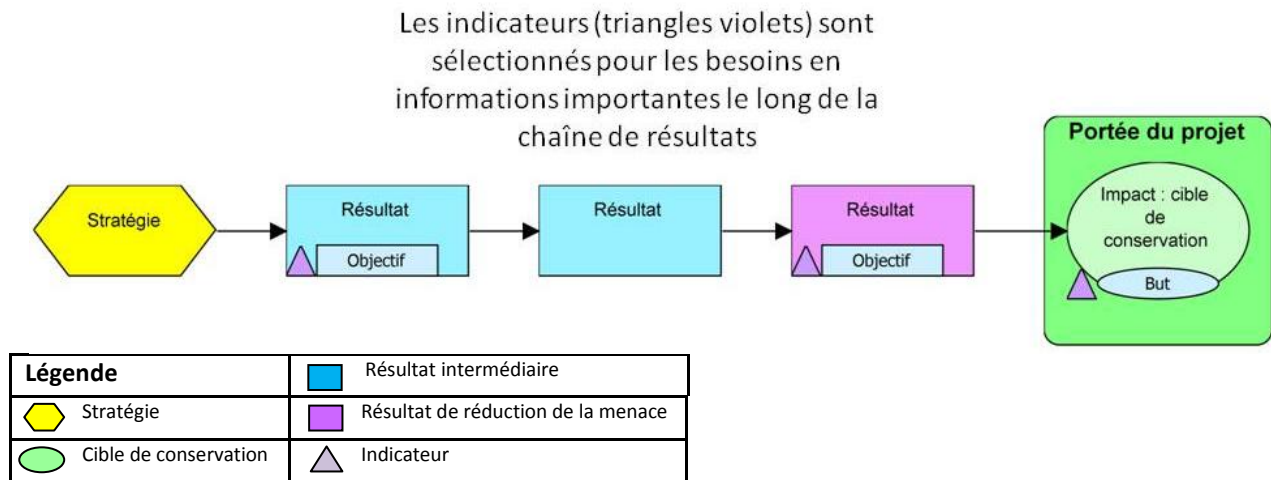 Les indicateurs (triangles violets) sont
sélectionnés pour les besoins en
informations importantes le long de la
chaîne de résultats
Portée du projet
Stratégie
Résultat
Objectif
Résultat
Résultat
Objectif
Impact : cible
de
conservation
But
Légende
Résultat intermédiaire
Stratégie
Résultat de réduction de la menace
Cible de conservation
Indicateur